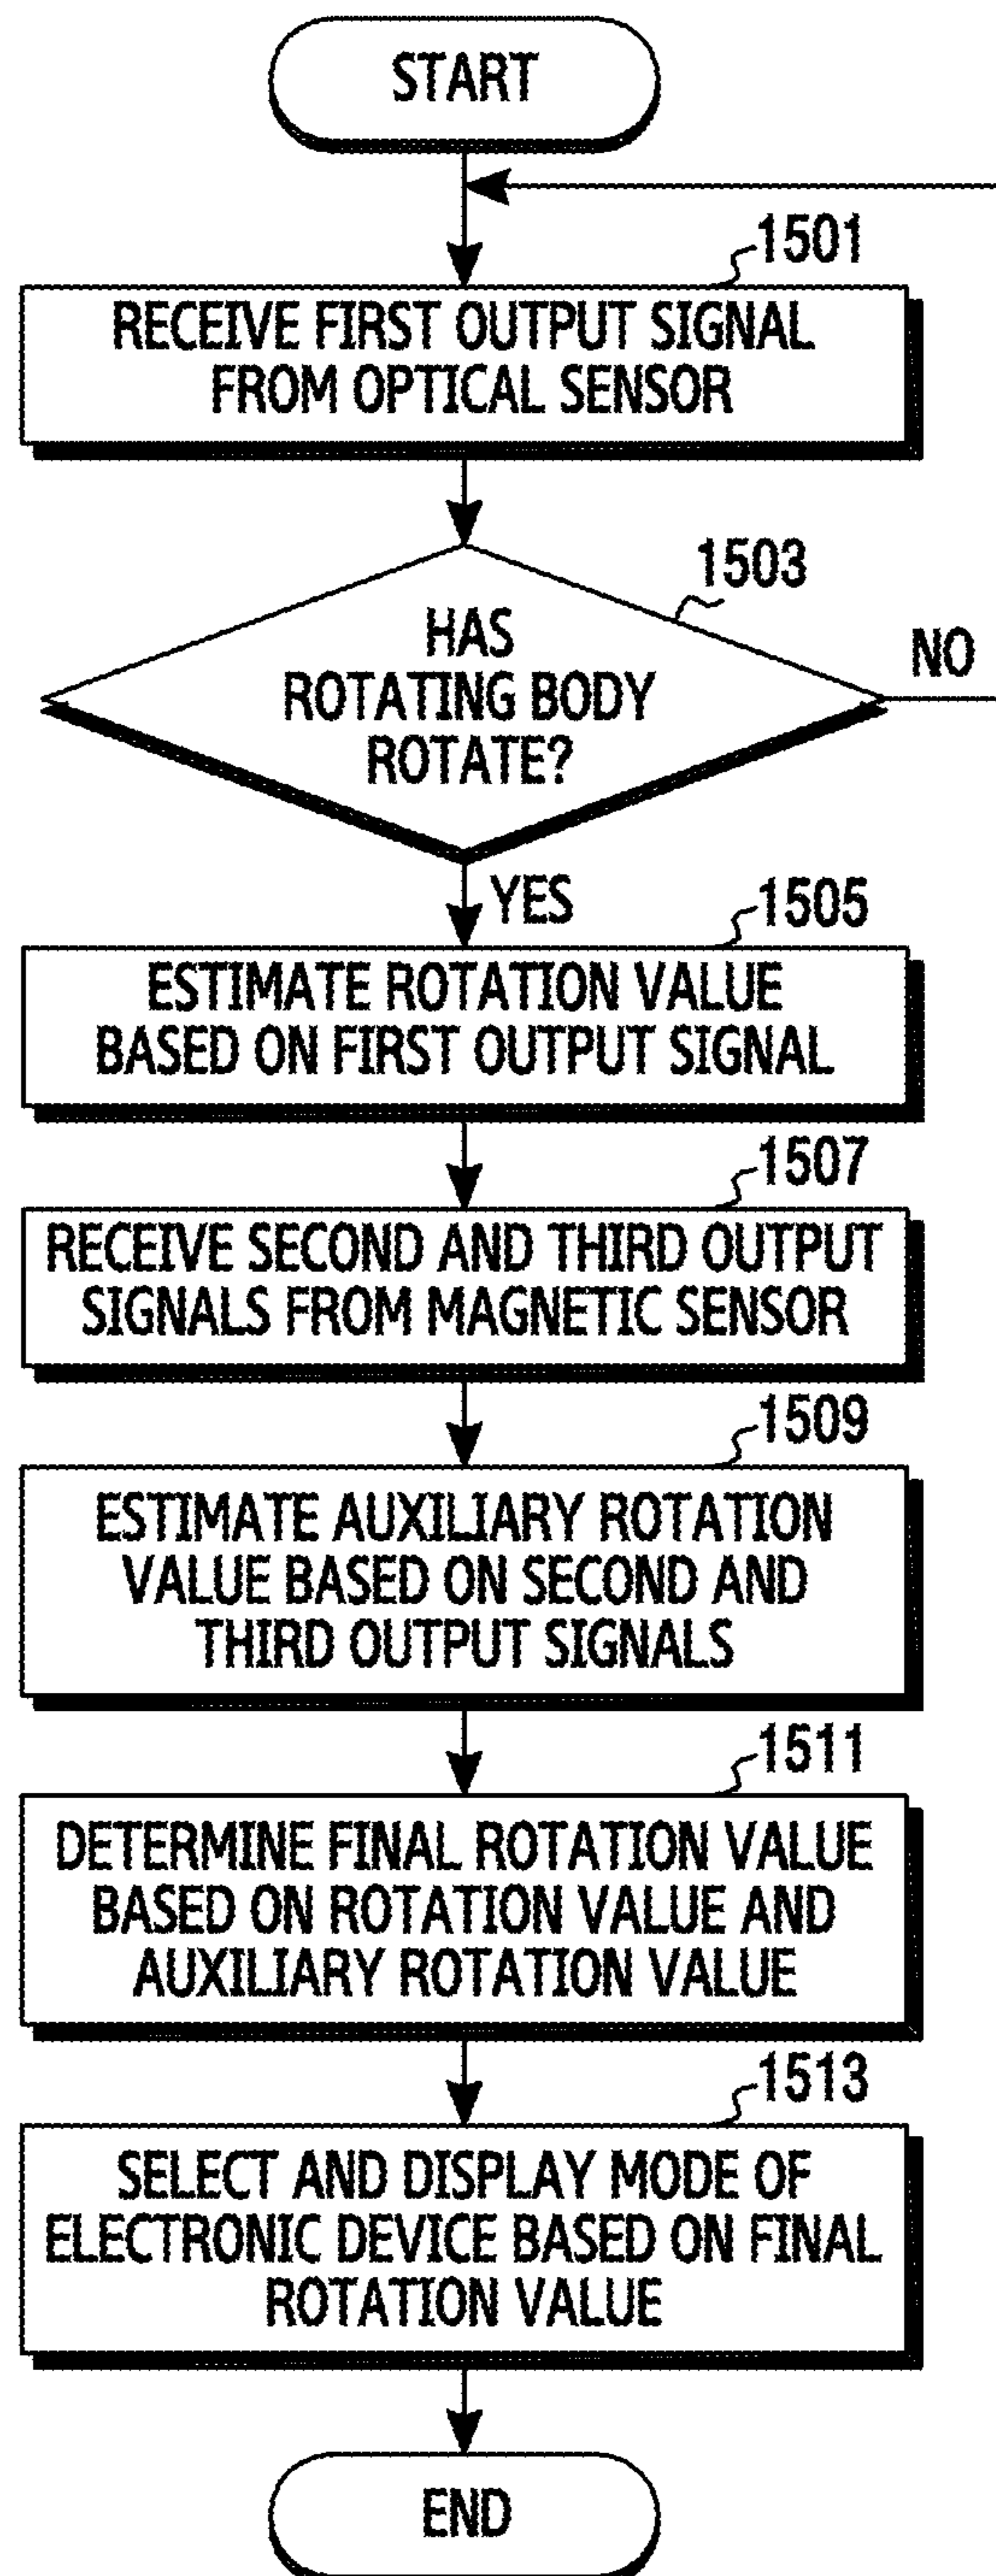 START
1501
RECEIVE FIRST OUTPUT SIGNAL
FROM OPTICAL SENSOR
1503
HAS
ROTATING BODY
ROTATE?
NO
YES
1505
ESTIMATE ROTATION VALUE
BASED ON FIRST OUTPUT SIGNAL
1507
RECEIVE SECOND AND THIRD OUTPUT
SIGNALS FROM MAGNETIC SENSOR
1509
ESTIMATE AUXILIARY ROTATION
VALUE BASED ON SECOND AND
THIRD OUTPUT SIGNALS
1511
DETERMINE FINAL ROTATION VALUE
BASED ON ROTATION VALUE AND
AUXILIARY ROTATION VALUE
1513
SELECT AND DISPLAY MODE OF
ELECTRONIC DEVICE BASED ON FINAL
ROTATION VALUE
END